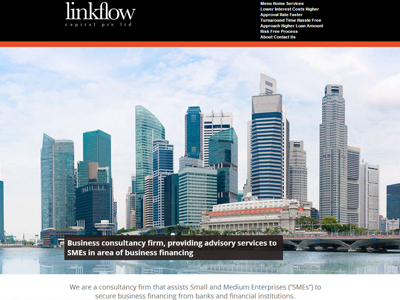 linkflow
capital pte ltd
Menu Home Services
Lower Interest Costs Higher
Approval Rate Faster
Turnaround Time Hassle Free
Approach Higher Loan Amount
Risk Free Process
About Contact Us
Business consultancy firm, providing advisory services to
SMEs in area of business financing
We are a consultancy firm that assists Small and Medium Enterprises ("SMEs") to
secure business financing from banks and financial institutions.